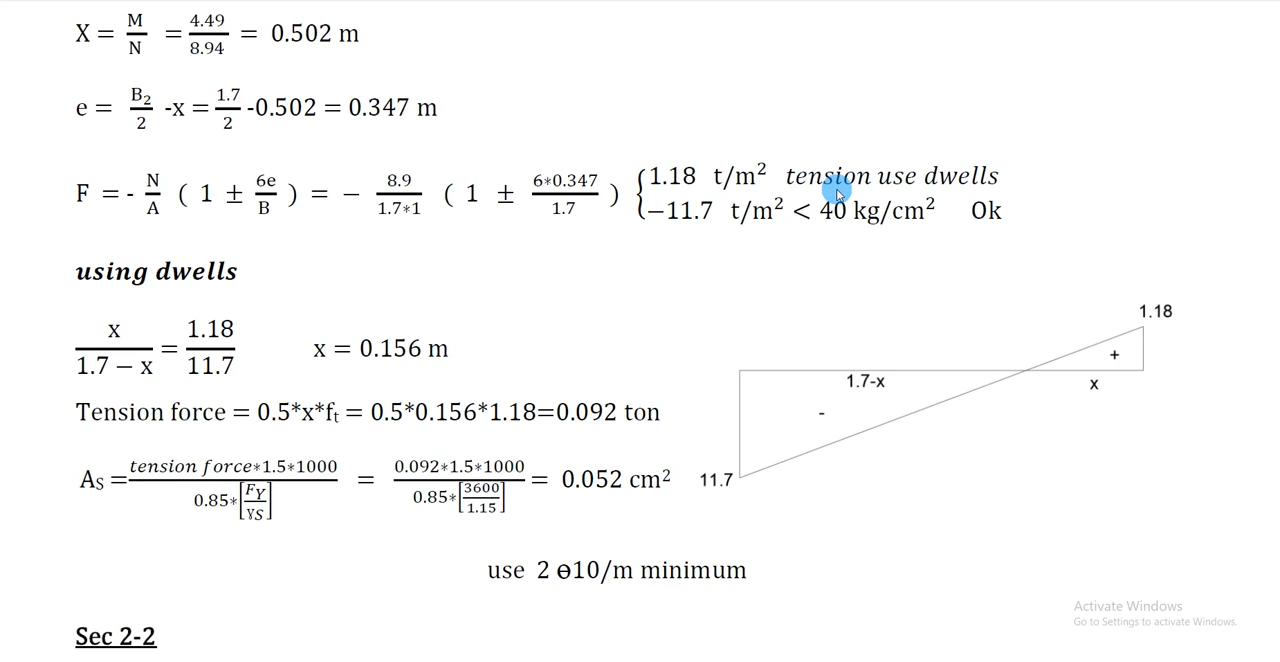 X = M/N = 4.49/8.94 = 0.502 m
e = B₂/2 -x = 1.7/2 -0.502 = 0.347 m
F = - N/A ( 1 ± 6e/B ) = − 8.9/1.7*1 ( 1 ± 6*0.347/1.7 ) {1.18 t/m² tension use dwells
−11.7 t/m² < 40 kg/cm² Ok
using dwells
x/1.7 − x = 1.18/11.7 x = 0.156 m
Tension force = 0.5*x*fₜ = 0.5*0.156*1.18=0.092 ton
A_S = tension force*1.5*1000/0.85*[F_Y/γS] = 0.092*1.5*1000/0.85*[3600/1.15] = 0.052 cm²
1.18
+
1.7-x
x
-
11.7
use 2 ɵ10/m minimum
Sec 2-2
Activate Windows
Go to Settings to activate Windows.